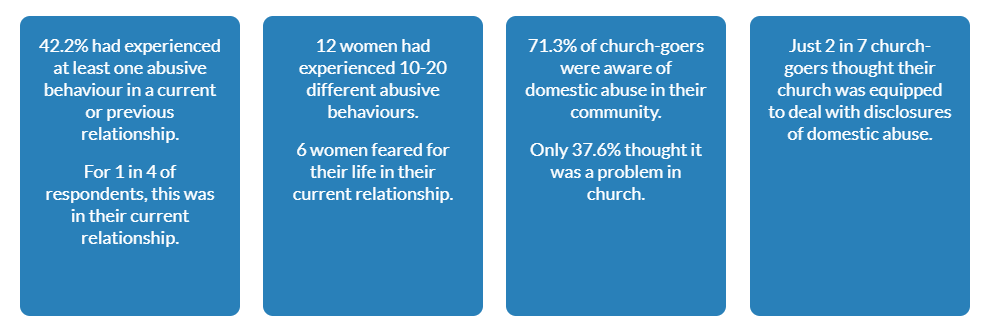 42.2% had experienced
at least one abusive
behaviour in a current
or previous
relationship.
For 1 in 4 of
respondents, this was
in their current
relationship.
12 women had
experienced 10-20
different abusive
behaviours.
6 women feared for
their life in their
current relationship.
71.3% of church-goers
were aware of
domestic abuse in their
community.
Only 37.6% thought it
was a problem in
church.
Just 2 in 7 church-
goers thought their
church was equipped
to deal with disclosures
of domestic abuse.